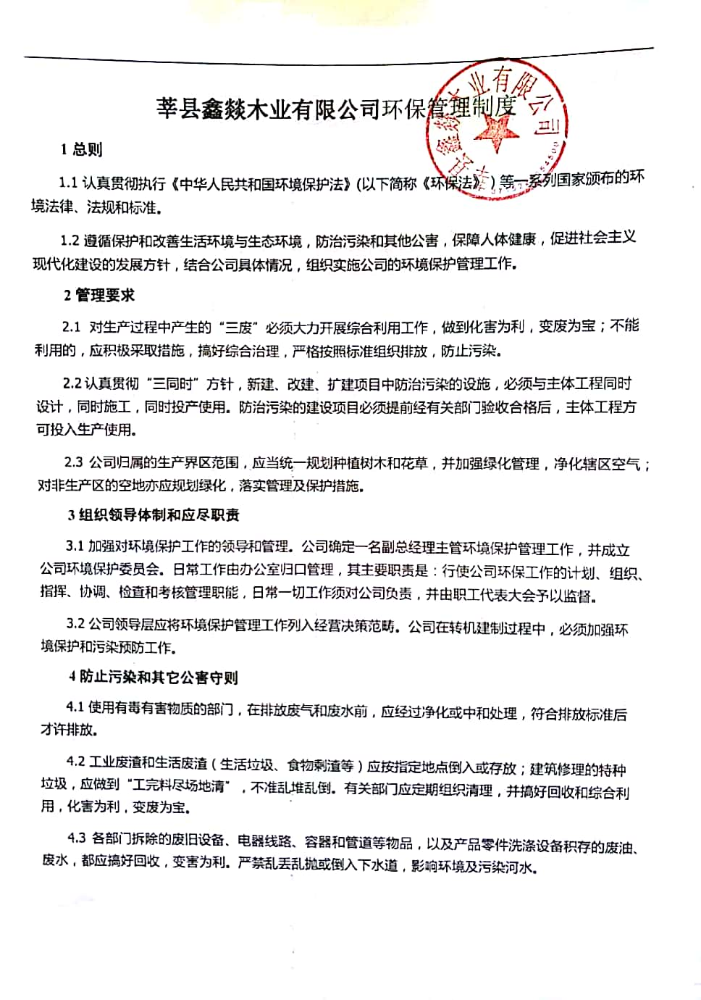 莘县鑫燚木业有限公司环保管理制度
1 总则
1.1 认真贯彻执行《中华人民共和国环境保护法》(以下简称《环保法》)等一系列国家颁布的环
境法律、法规和标准。
1.2 遵循保护和改善生活环境与生态环境，防治污染和其他公害，保障人体健康，促进社会主义
现代化建设的发展方针，结合公司具体情况，组织实施公司的环境保护管理工作。
2 管理要求
2.1 对生产过程中产生的“三废”必须大力开展综合利用工作，做到化害为利，变废为宝；不能
利用的，应积极采取措施，搞好综合治理，严格按照标准组织排放，防止污染。
2.2 认真贯彻“三同时”方针，新建、改建、扩建项目中防治污染的设施，必须与主体工程同时
设计，同时施工，同时投产使用。防治污染的建设项目必须提前经有关部门验收合格后，主体工程方
可投入生产使用。
2.3 公司归属的生产界区范围，应当统一规划种植树木和花草，并加强绿化管理，净化辖区空气；
对非生产区的空地亦应规划绿化，落实管理及保护措施。
3 组织领导体制和应尽职责
3.1 加强对环境保护工作的领导和管理。公司确定一名副总经理主管环境保护管理工作，并成立
公司环境保护委员会。日常工作由办公室归口管理，其主要职责是：行使公司环保工作的计划、组织、
指挥、协调、检查和考核管理职能，日常一切工作须对公司负责，并由职工代表大会予以监督。
3.2 公司领导层应将环境保护管理工作列入经营决策范畴。公司在转机建制过程中，必须加强环
境保护和污染预防工作。
4 防止污染和其它公害守则
4.1 使用有毒有害物质的部门，在排放废气和废水前，应经过净化或中和处理，符合排放标准后
才许排放。
4.2 工业废渣和生活废渣（生活垃圾、食物剩渣等）应按指定地点倒入或存放；建筑修理的特种
垃圾，应做到“工完料尽场地清”，不准乱堆乱倒。有关部门应定期组织清理，并搞好回收和综合利
用，化害为利，变废为宝。
4.3 各部门拆除的废旧设备、电器线路、容器和管道等物品，以及产品零件洗涤设备积存的废油、
废水，都应搞好回收，变害为利。严禁乱丢乱抛或倒入下水道，影响环境及污染河水。
莘县鑫燚木业有限公司